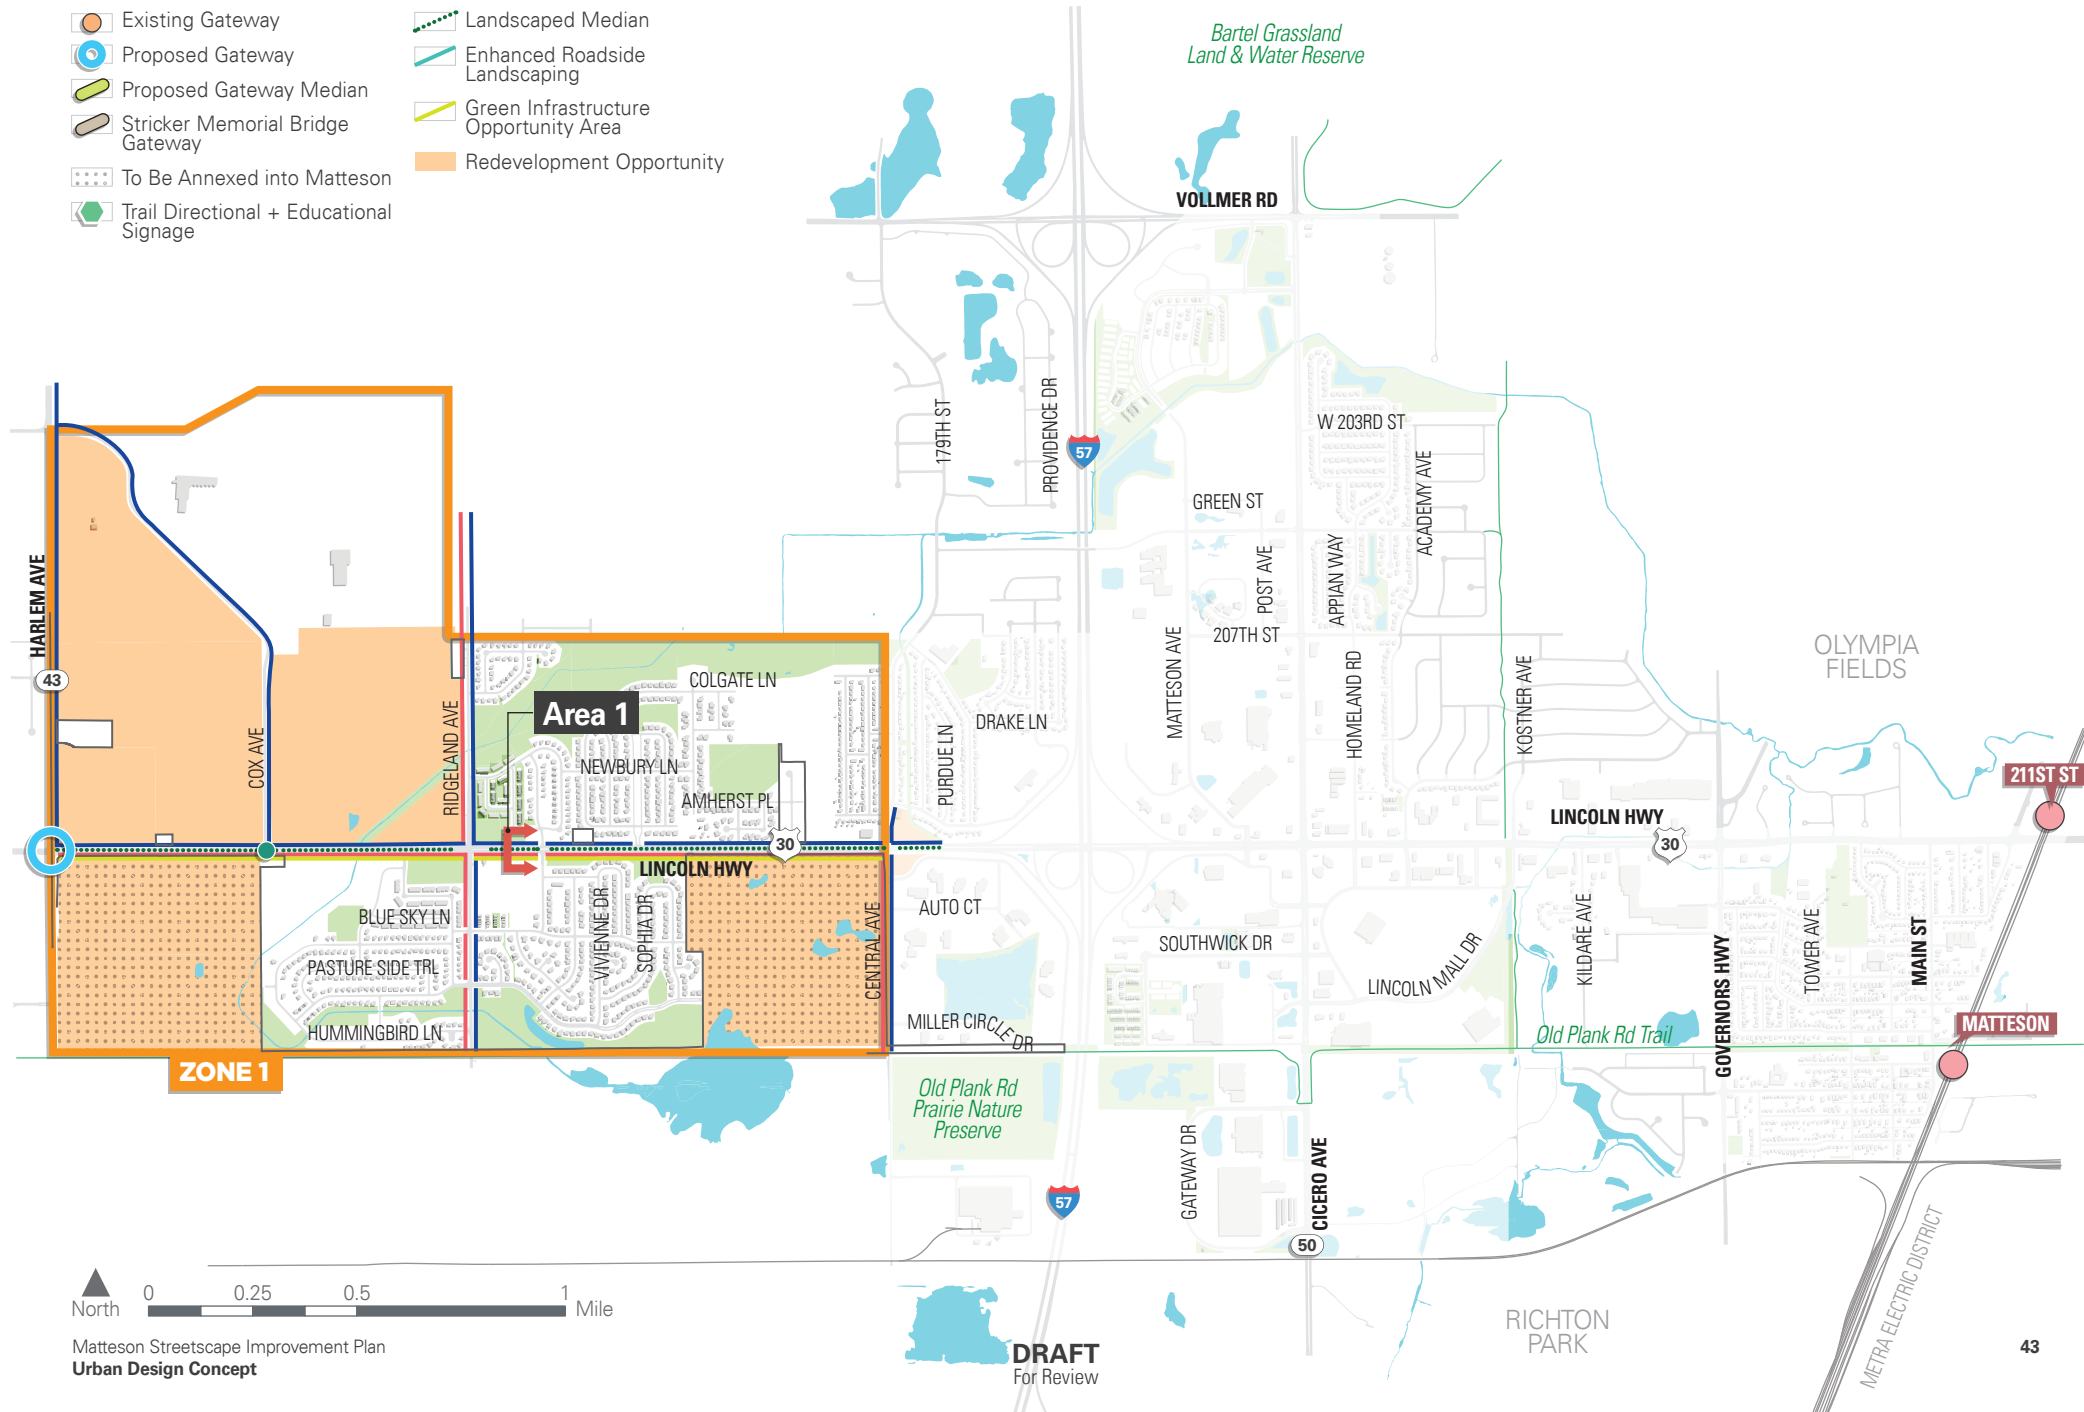 Existing Gateway
Proposed Gateway
Proposed Gateway Median
Stricker Memorial Bridge
Gateway
To Be Annexed into Matteson
Trail Directional + Educational
Signage
Landscaped Median
Enhanced Roadside
Landscaping
Green Infrastructure
Opportunity Area
Redevelopment Opportunity
Bartel Grassland
Land & Water Reserve
VOLLMER RD
179TH ST
PROVIDENCE DR
57
W 203RD ST
ACADEMY AVE
GREEN ST
POST AVE
APPIAN WAY
207TH ST
MATTESON AVE
HOMELAND RD
KOSTNER AVE
OLYMPIA
FIELDS
HARLEM AVE
43
COX AVE
RIDGELAND AVE
Area 1
COLGATE LN
NEWBURY LN
AMHERST PL
30
LINCOLN HWY
PURDUE LN
DRAKE LN
LINCOLN HWY
30
211ST ST
BLUE SKY LN
PASTURE SIDE TRL
HUMMINGBIRD LN
VIVIENNE DR
SOPHIA DR
CENTRAL AVE
AUTO CT
MILLER CIRCLE DR
SOUTHWICK DR
LINCOLN MALL DR
KILDARE AVE
GOVERNORS HWY
TOWER AVE
MAIN ST
MATTESON
Old Plank Rd Trail
ZONE 1
Old Plank Rd
Prairie Nature
Preserve
57
GATEWAY DR
CICERO AVE
50
METRA ELECTRIC DISTRICT
RICHTON
PARK
North
0 0.25 0.5 1
Mile
Matteson Streetscape Improvement Plan
Urban Design Concept
DRAFT
For Review
43